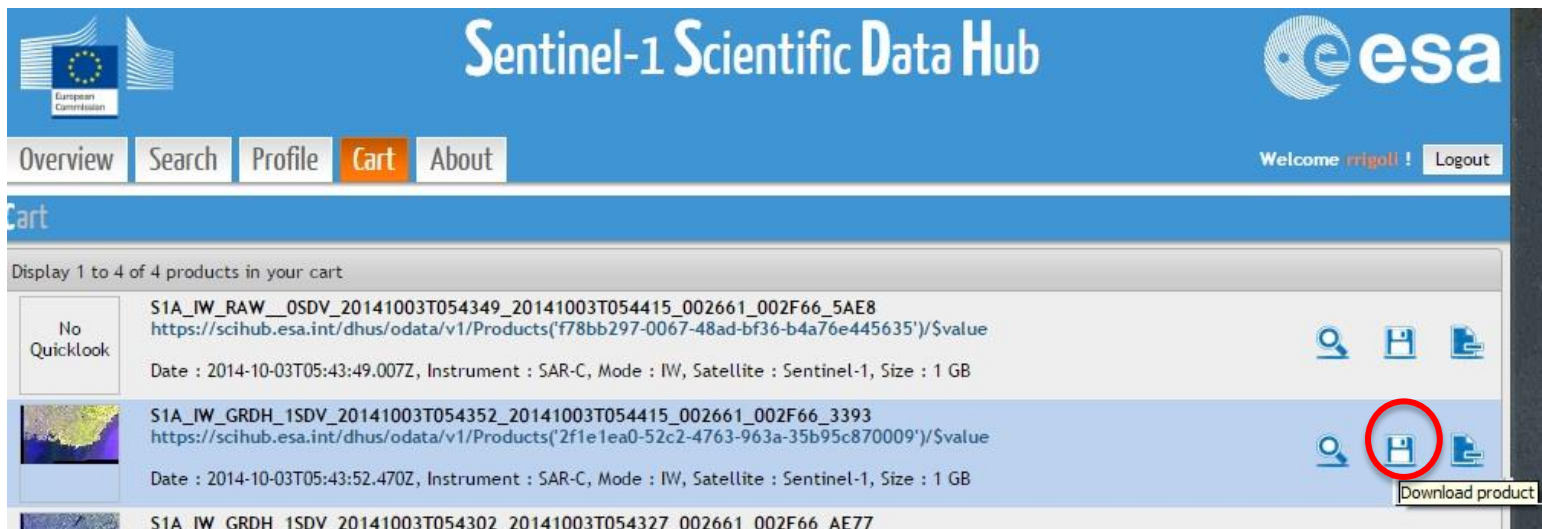 European
Commission
Sentinel-1 Scientific Data Hub
esa
Overview Search Profile Cart About
Welcome rrigoli ! Logout
Cart
Display 1 to 4 of 4 products in your cart
No
Quicklook
S1A_IW_RAW__0SDV_20141003T054349_20141003T054415_002661_002F66_5AE8
https://scihub.esa.int/dhus/odata/v1/Products('f78bb297-0067-48ad-bf36-b4a76e445635')/$value
Date : 2014-10-03T05:43:49.007Z, Instrument : SAR-C, Mode : IW, Satellite : Sentinel-1, Size : 1 GB
S1A_IW_GRDH_1SDV_20141003T054352_20141003T054415_002661_002F66_3393
https://scihub.esa.int/dhus/odata/v1/Products('2f1e1ea0-52c2-4763-963a-35b95c870009')/$value
Date : 2014-10-03T05:43:52.470Z, Instrument : SAR-C, Mode : IW, Satellite : Sentinel-1, Size : 1 GB
Download product
S1A_IW_GRDH_1SDV_20141003T054302_20141003T054327_002661_002F66_AE77